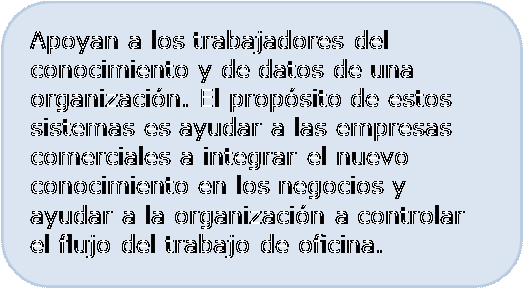 Apoyan a los trabajadores del
conocimiento y de datos de una
organización. El propósito de estos
sistemas es ayudar a las empresas
comerciales a integrar el nuevo
conocimiento en los negocios y
ayudar a la organización a controlar
el flujo del trabajo de oficina.